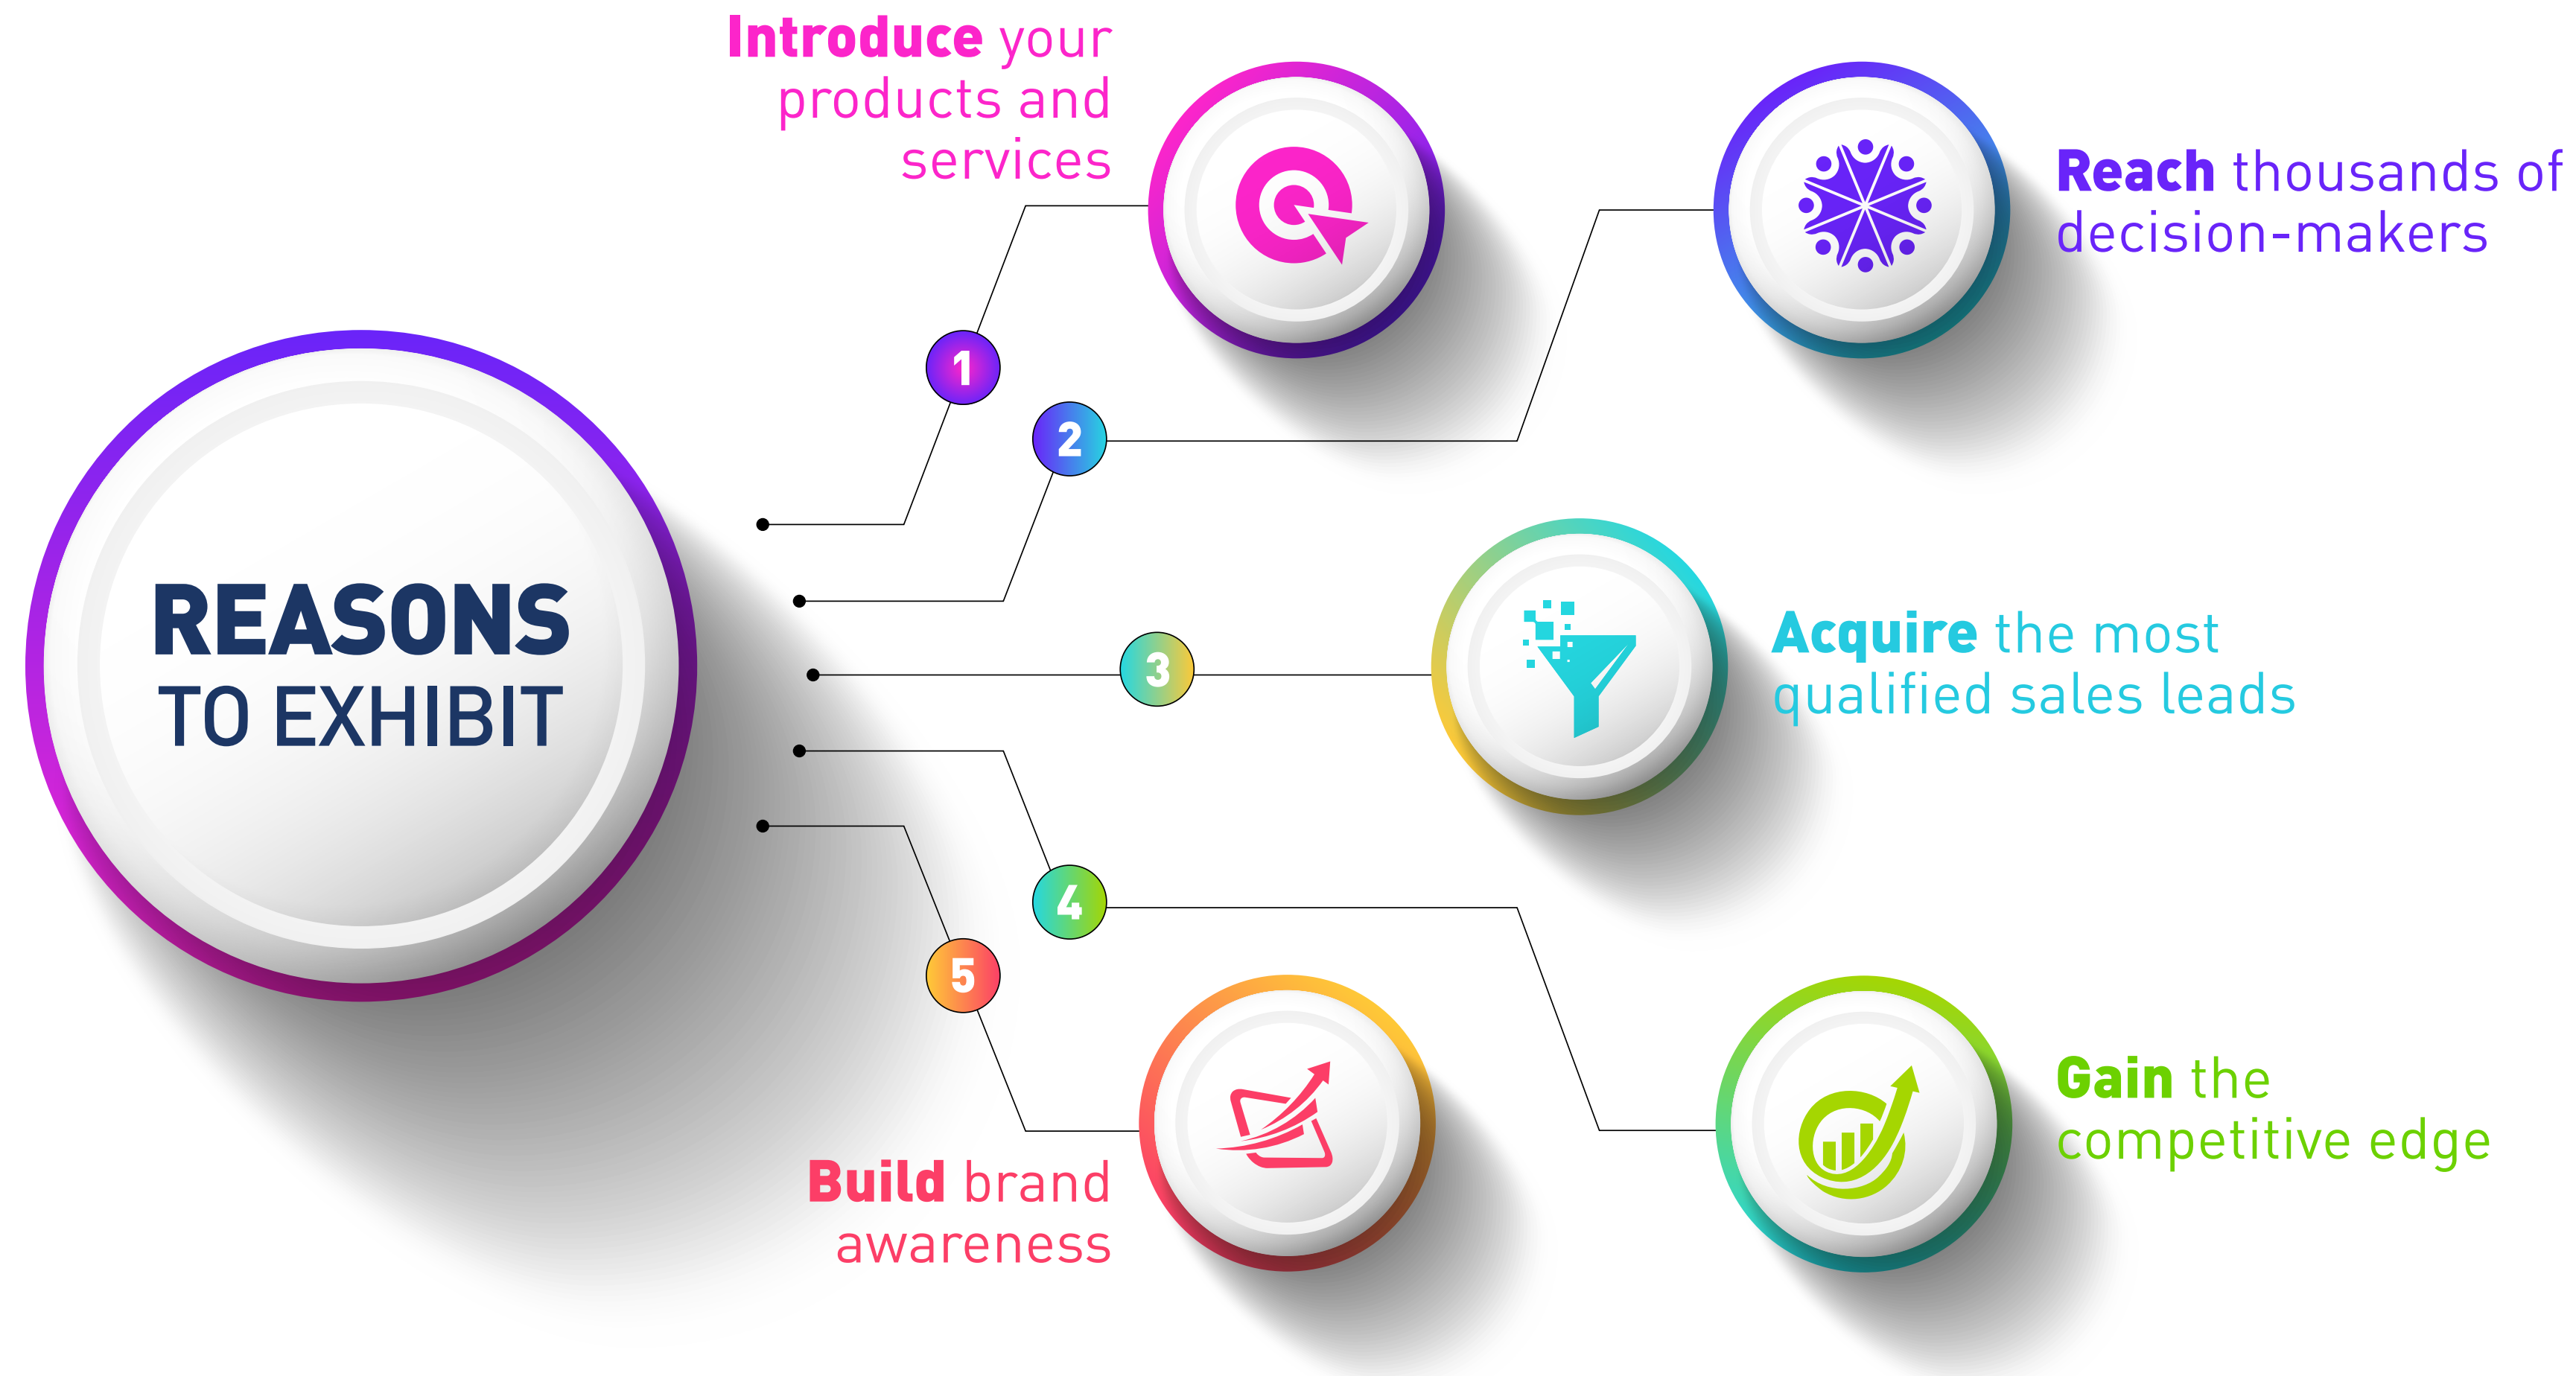 REASONS
TO EXHIBIT
1
Introduce your
products and
services
2
Reach thousands of
decision-makers
3
Acquire the most
qualified sales leads
4
Gain the
competitive edge
5
Build brand
awareness